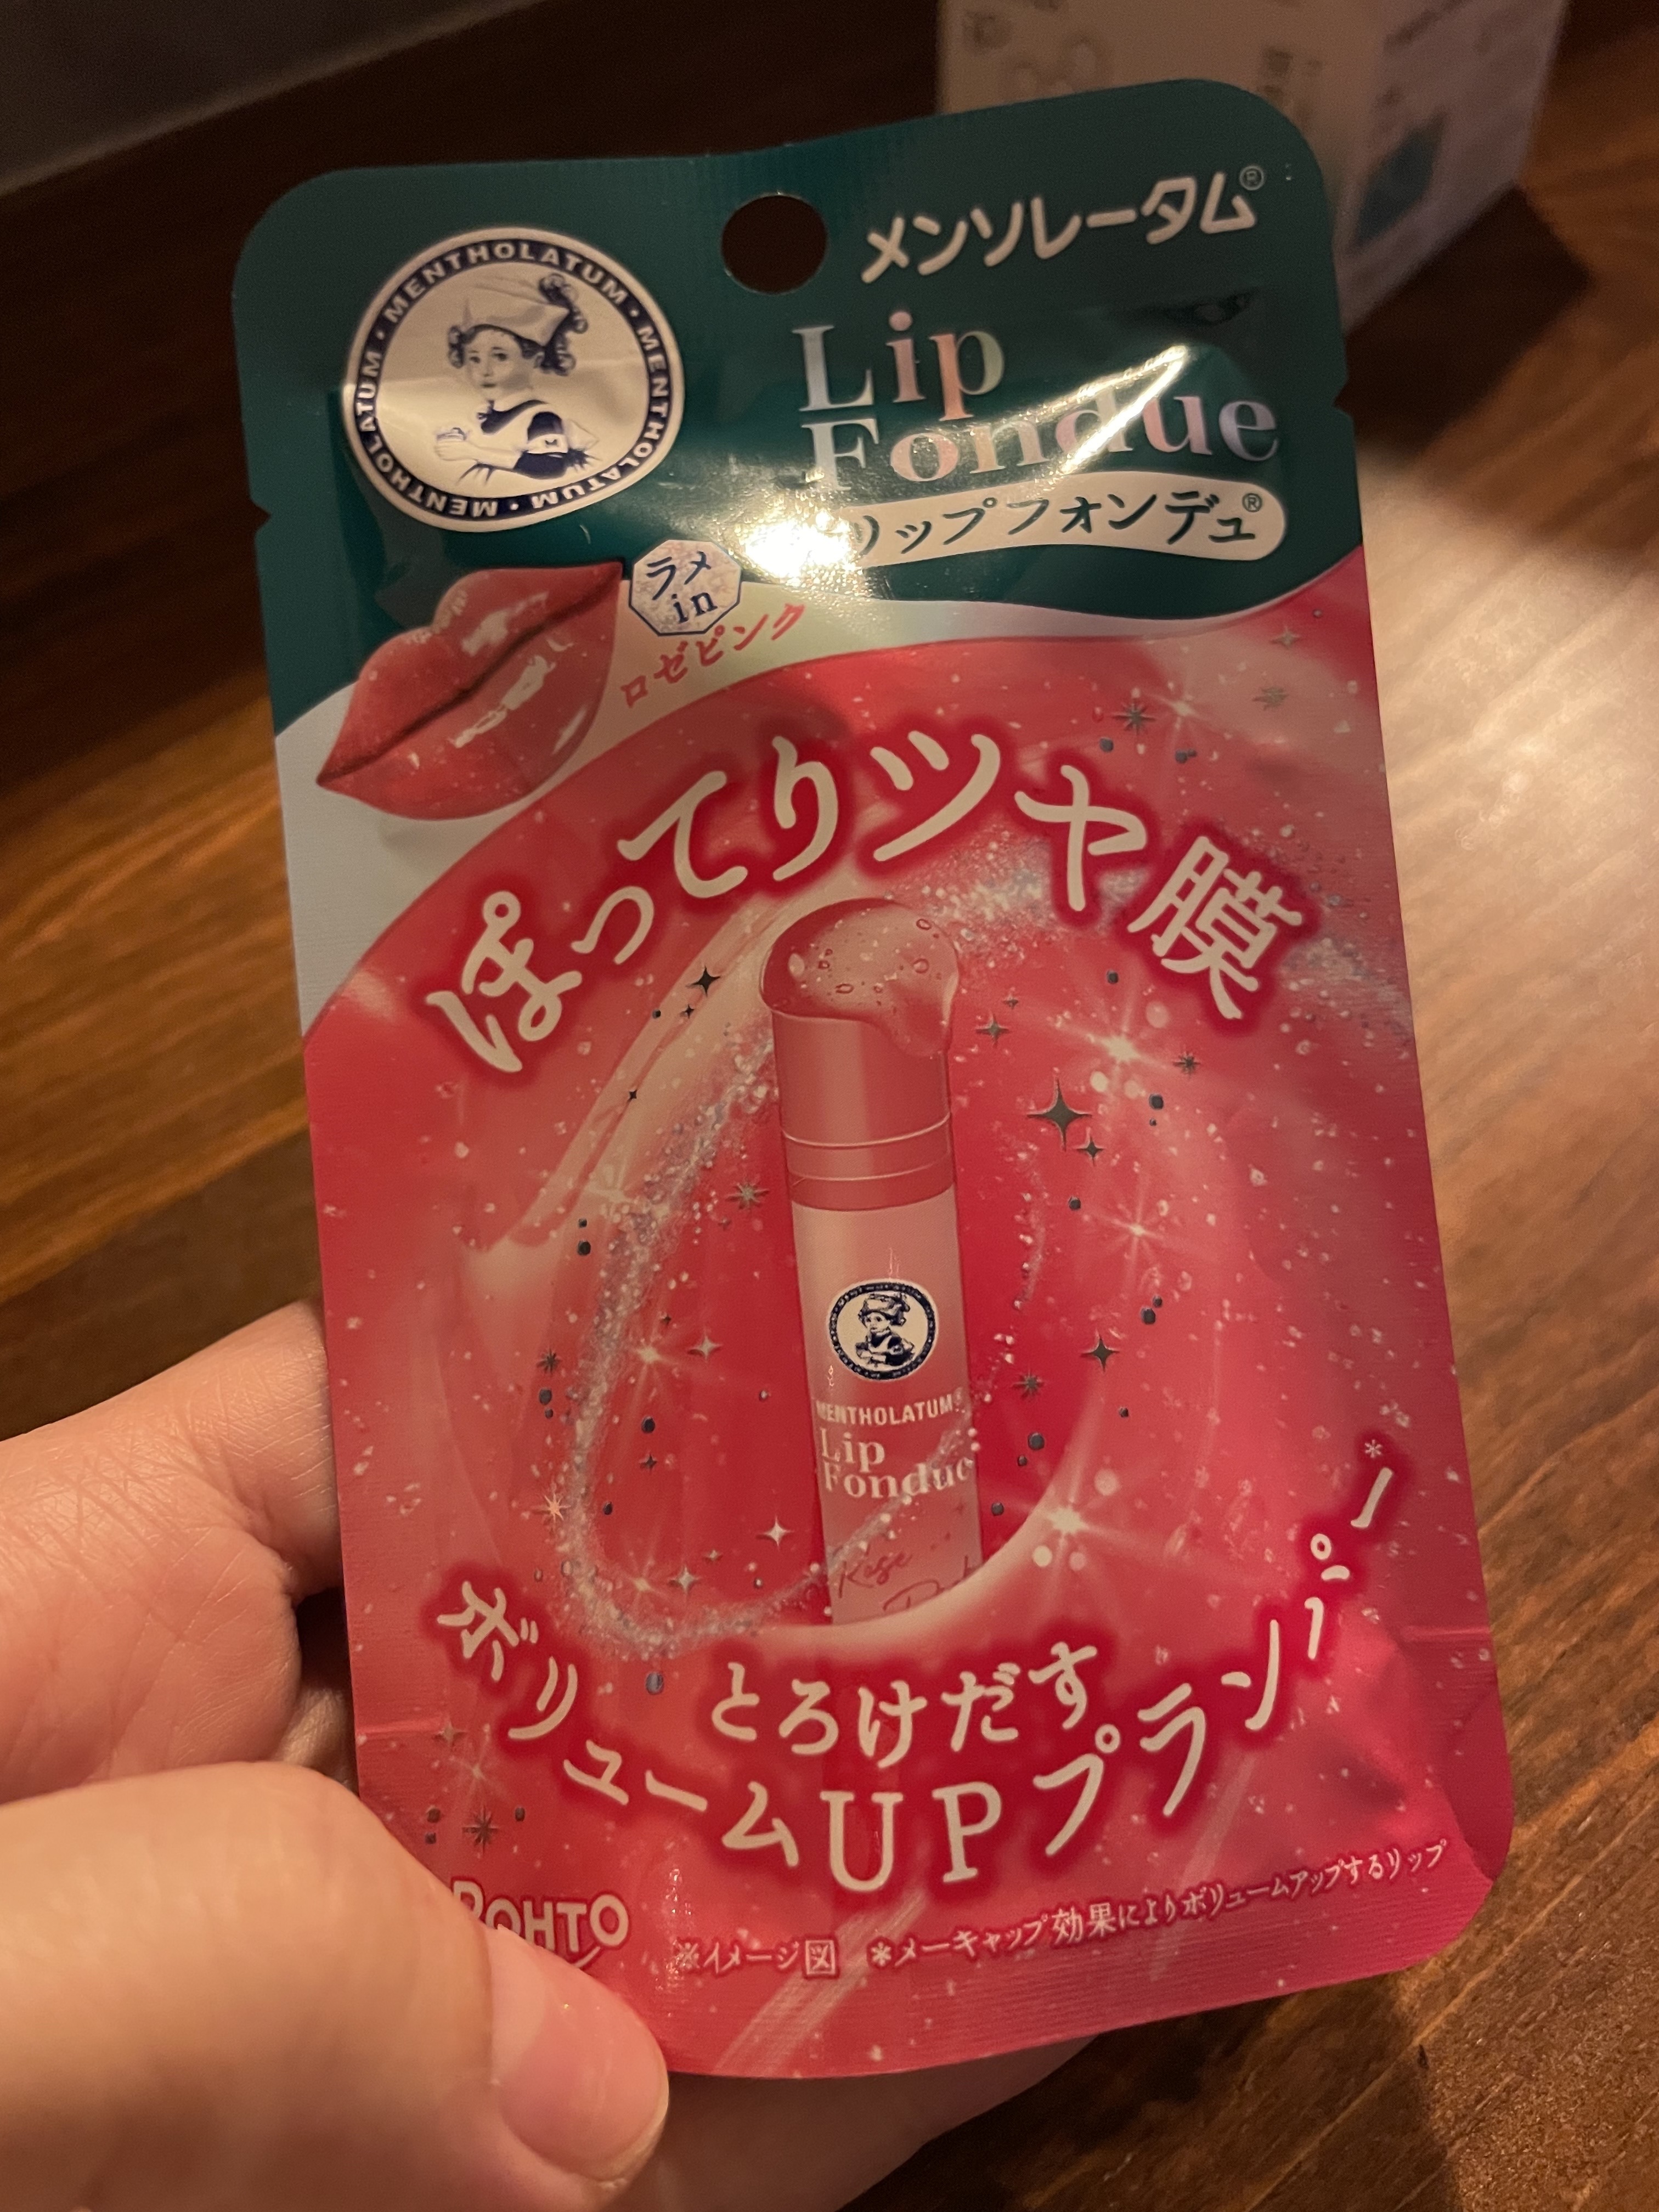 メンソレータム®
MENTHOLATUM・MENTHOLATUM・MENTHOLATUM・
Lip
Fondue
リップフォンデュ®
ラメ
in
ロゼピンク
ぽってりツヤ膜
MENTHOLATUM®
Lip
Fondue
Rose
とろけだす
ボリュームUPプランパー*
ROHTO
※イメージ図 *メーキャップ効果によりボリュームアップするリップ